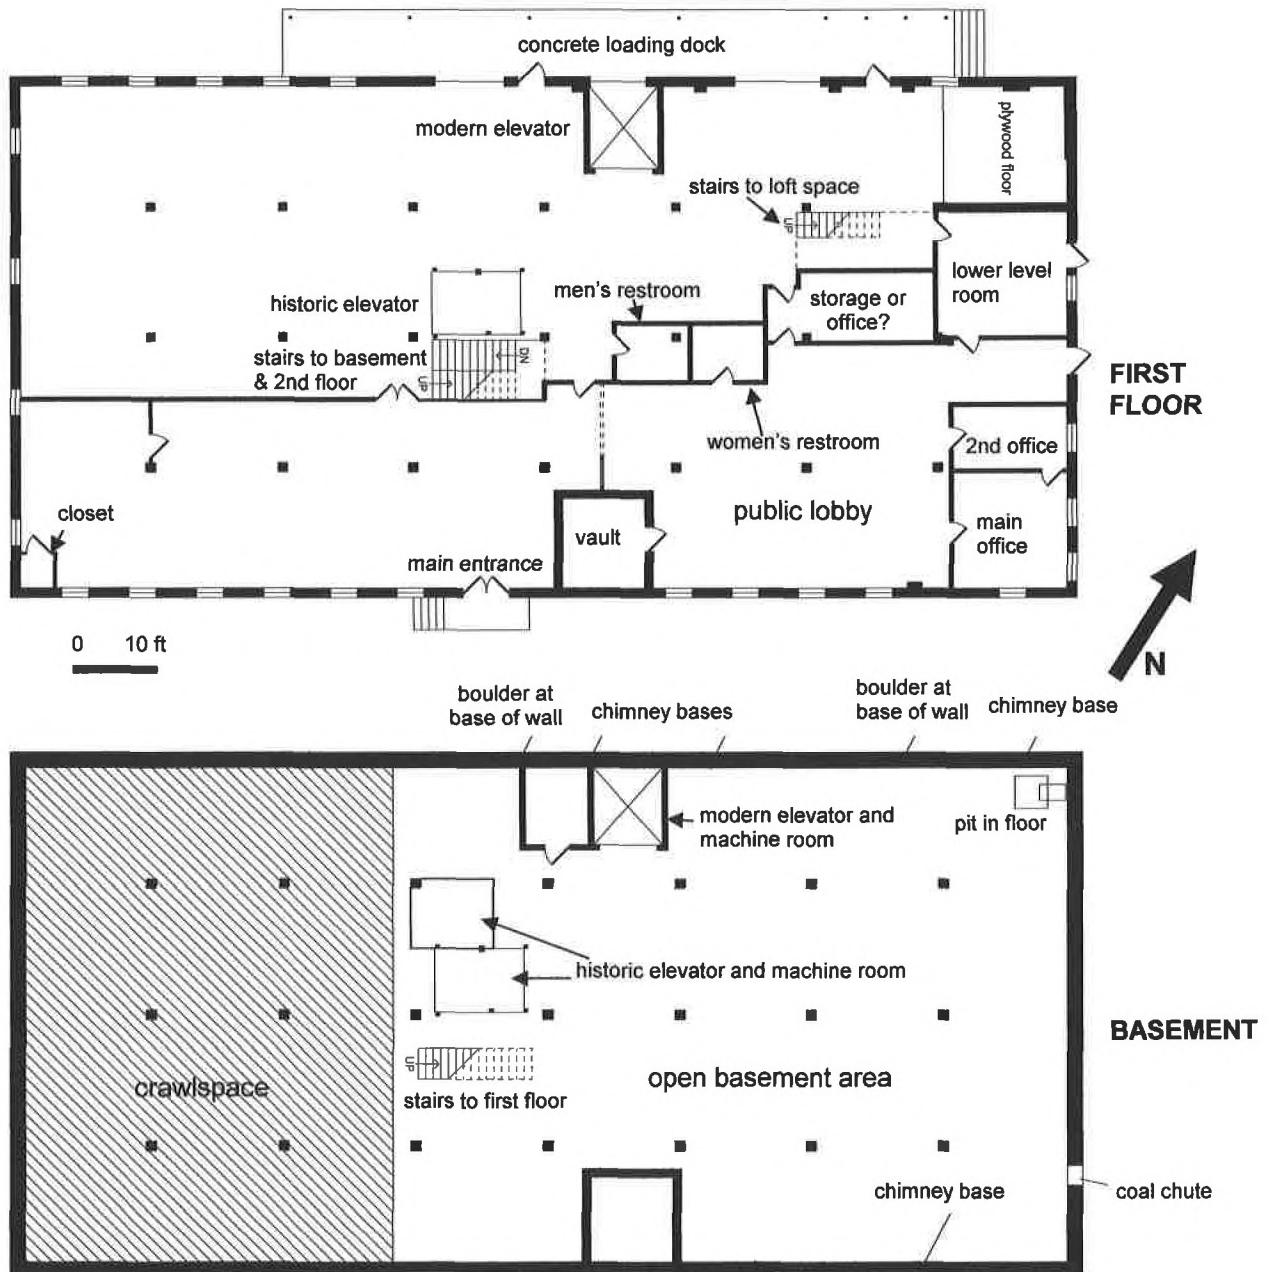 concrete loading dock
modern elevator
plywood floor
stairs to loft space
UP
lower level
room
men's restroom
storage or
office?
historic elevator
stairs to basement
& 2nd floor
DN
UP
FIRST
FLOOR
women's restroom
2nd office
closet
public lobby
vault
main
office
main entrance
0 10 ft
N
boulder at
base of wall
chimney bases
boulder at
base of wall
chimney base
modern elevator and
machine room
pit in floor
historic elevator and machine room
BASEMENT
UP
crawlspace
open basement area
stairs to first floor
chimney base
coal chute